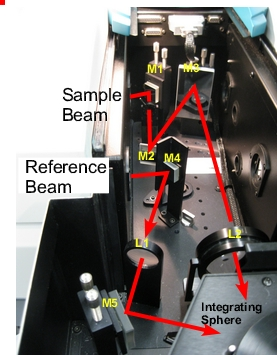 M1
M3
Sample
Beam
M2
M4
Reference
Beam
L1
L2
M5
Integrating
Sphere